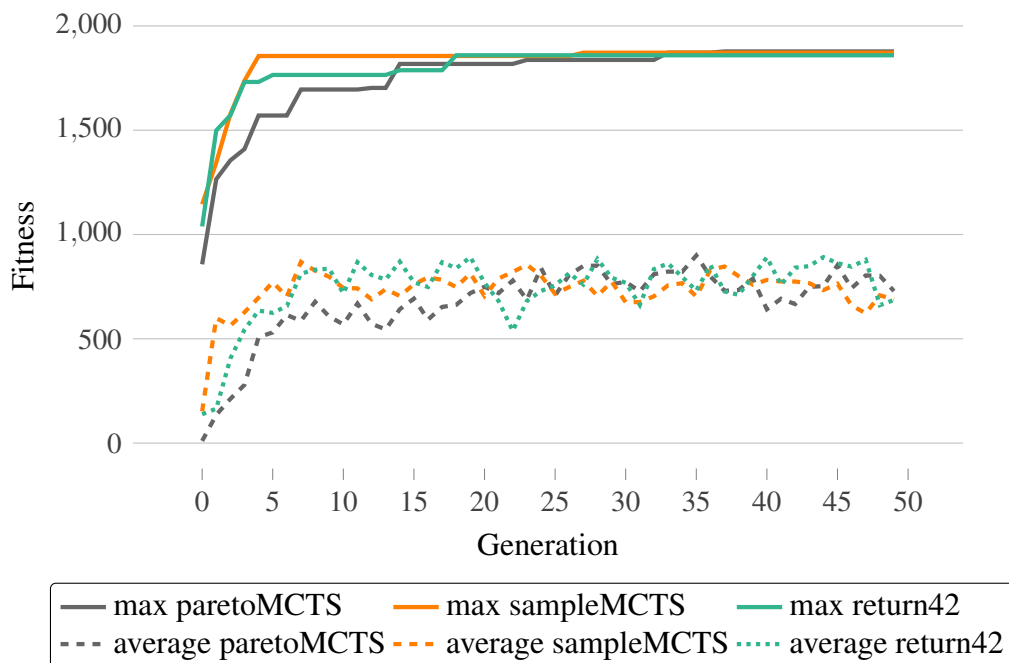 2,000
1,500
1,000
500
0
Fitness
0 5 10 15 20 25 30 35 40 45 50
Generation
max paretoMCTS max sampleMCTS max return42
average paretoMCTS average sampleMCTS average return42